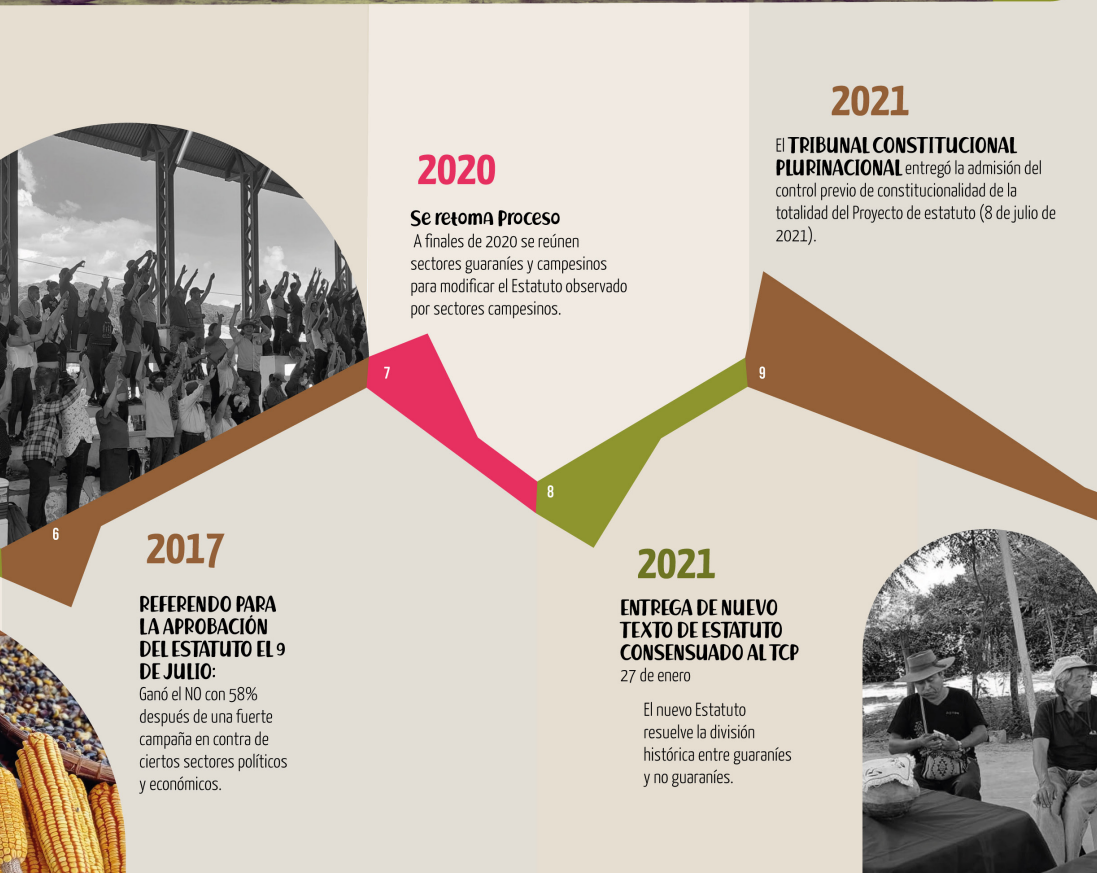 6
2017
REFERENDO PARA
LA APROBACIÓN
DEL ESTATUTO EL 9
DE JULIO:
Ganó el NO con 58%
después de una fuerte
campaña en contra de
ciertos sectores políticos
y económicos.
7
2020
Se retoma Proceso
A finales de 2020 se reúnen
sectores guaraníes y campesinos
para modificar el Estatuto observado
por sectores campesinos.
8
2021
ENTREGA DE NUEVO
TEXTO DE ESTATUTO
CONSENSUADO AL TCP
27 de enero
El nuevo Estatuto
resuelve la división
histórica entre guaraníes
y no guaraníes.
9
2021
El TRIBUNAL CONSTITUCIONAL
PLURINACIONAL entregó la admisión del
control previo de constitucionalidad de la
totalidad del Proyecto de estatuto (8 de julio de
2021).